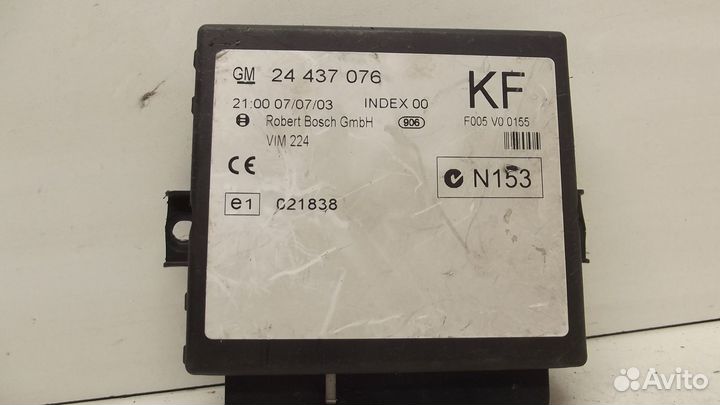 GM 24 437 076
KF
21:00 07/07/03 INDEX 00
Robert Bosch GmbH 906
F005 V0 0155
VIM 224
CE
N153
e1 021838
Avito